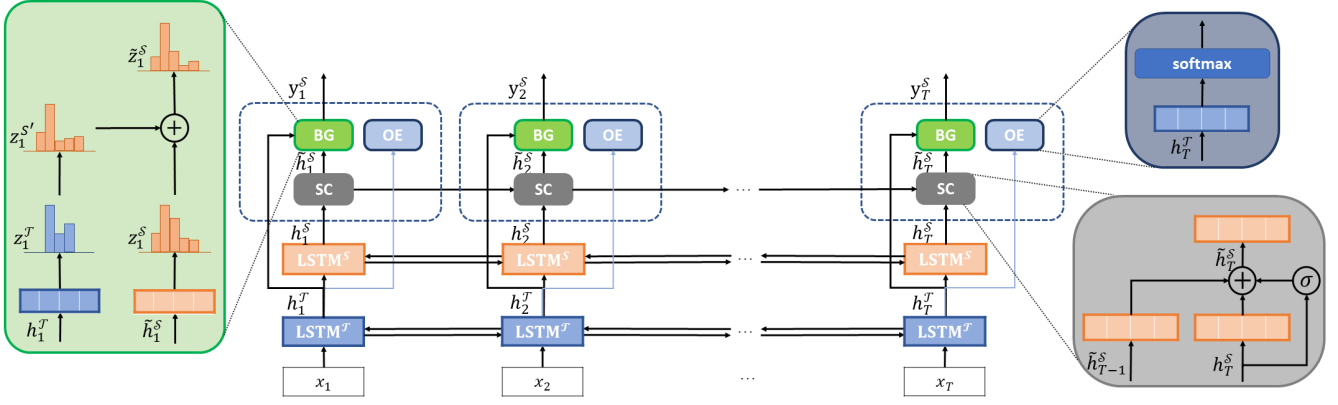 z̃₁^𝒮
z₁^𝒮′
+
z₁^𝒯
z₁^𝒮
h₁^𝒯
h̃₁^𝒮
y₁^𝒮
y₂^𝒮
y_T^𝒮
BG
OE
BG
OE
BG
OE
h̃₁^𝒮
h̃₂^𝒮
h̃_T^𝒮
SC
SC
...
SC
h₁^𝒮
h₂^𝒮
h_T^𝒮
LSTM^𝒮
LSTM^𝒮
...
LSTM^𝒮
h₁^𝒯
h₂^𝒯
h_T^𝒯
LSTM^𝒯
LSTM^𝒯
...
LSTM^𝒯
x₁
x₂
...
x_T
softmax
h_T^𝒯
h̃_T^𝒮
+
σ
h̃_{T−1}^𝒮
h_T^𝒮